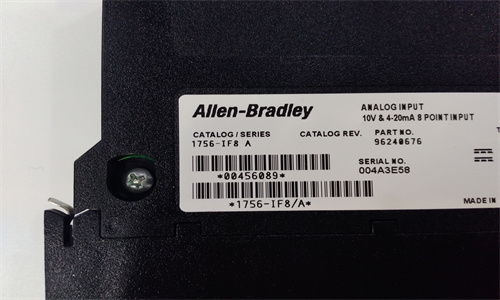 Allen-Bradley
ANALOG INPUT
10V & 4-20mA 8 POINT INPUT
CATALOG / SERIES
CATALOG REV.
PART NO.
1756-IF8 A
96240676
SERIAL NO.
004A3E58
*00456089*
*1756-IF8/A*
MADE IN